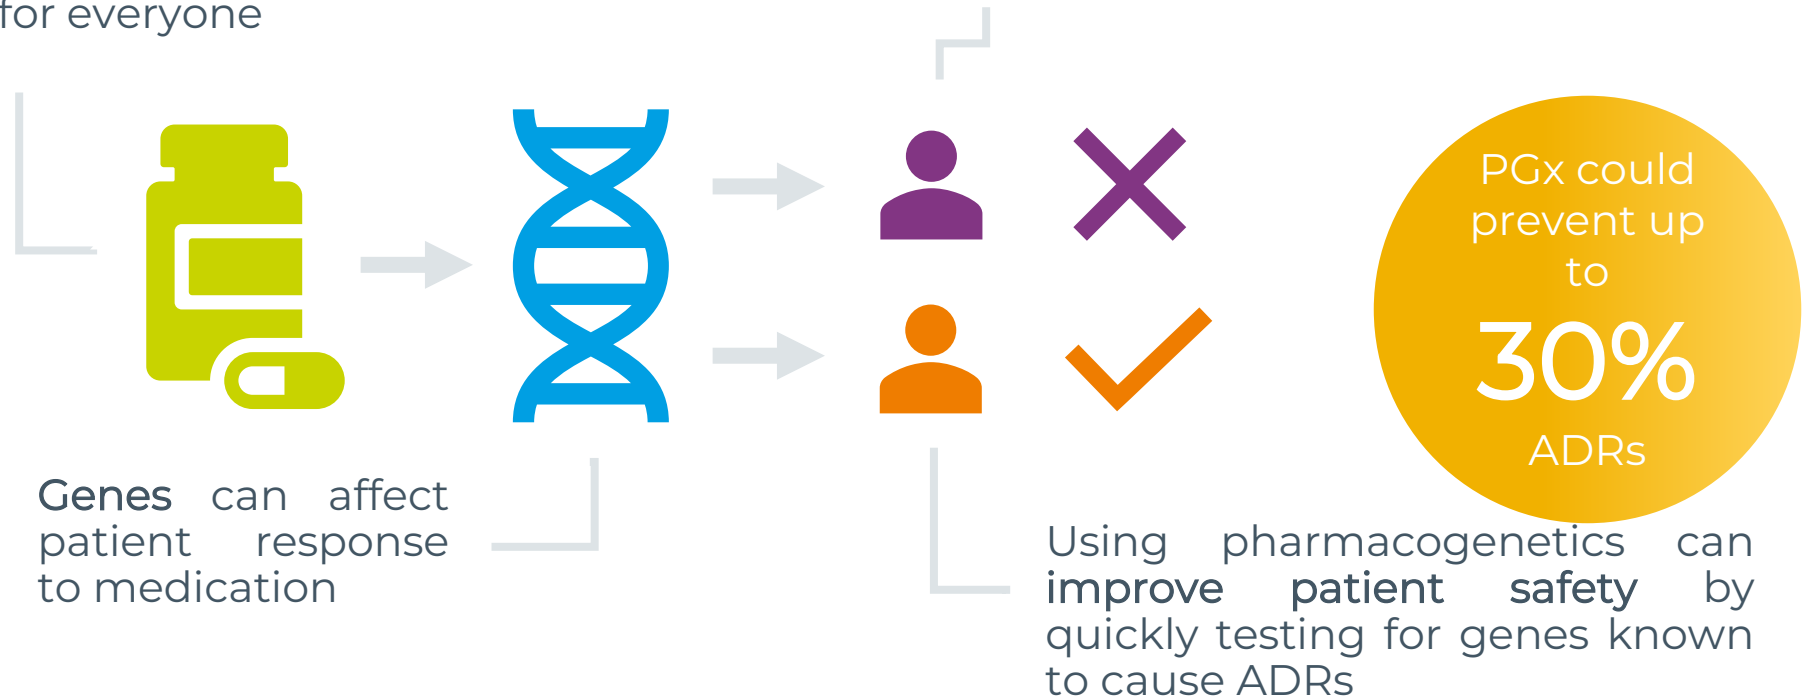 for everyone
PGx could
prevent up
to
30%
ADRs
Genes can affect
patient response
to medication
Using pharmacogenetics can
improve patient safety by
quickly testing for genes known
to cause ADRs